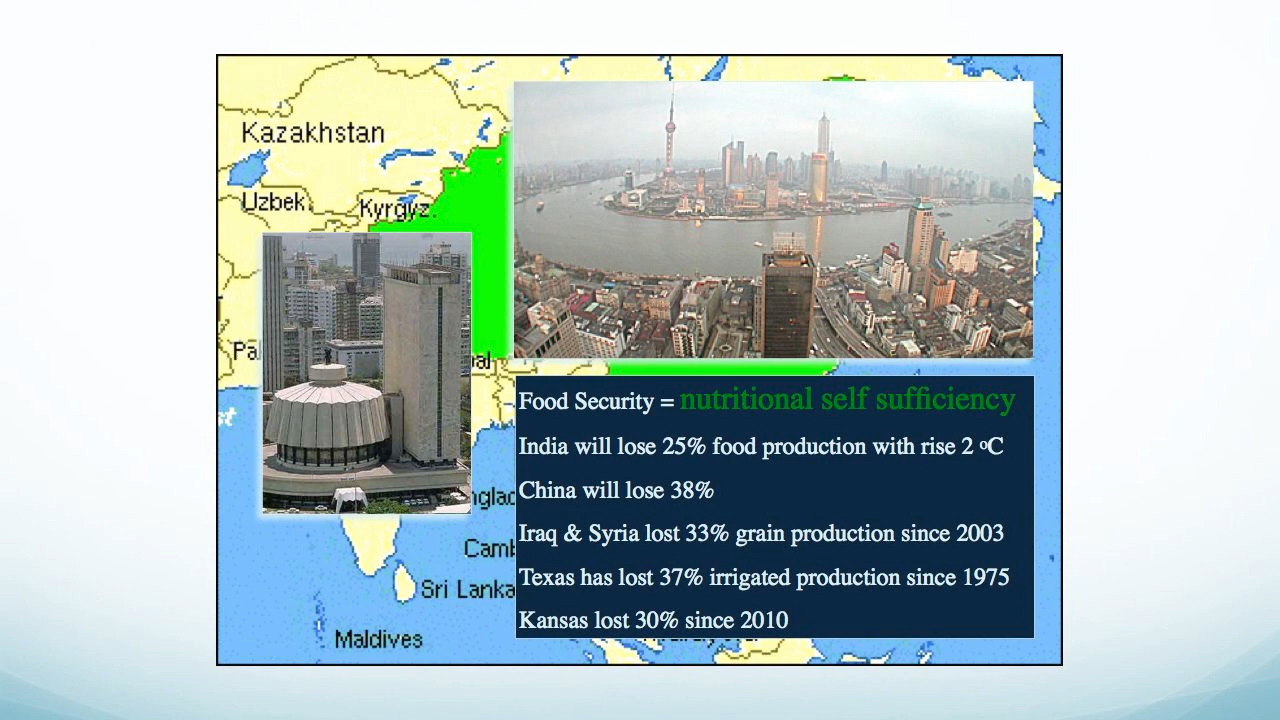 Kazakhstan
Uzbek.
Kyrgyz.
Food Security = nutritional self sufficiency
India will lose 25% food production with rise 2 ºC
China will lose 38%
Iraq & Syria lost 33% grain production since 2003
Texas has lost 37% irrigated production since 1975
Kansas lost 30% since 2010
Sri Lanka
Maldives